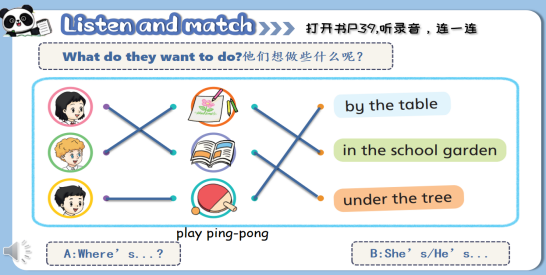 Listen and match
打开书P39,听录音，连一连
What do they want to do?他们想做些什么呢？
by the table
in the school garden
under the tree
play ping-pong
A:Where's...?
B:She's/He's...